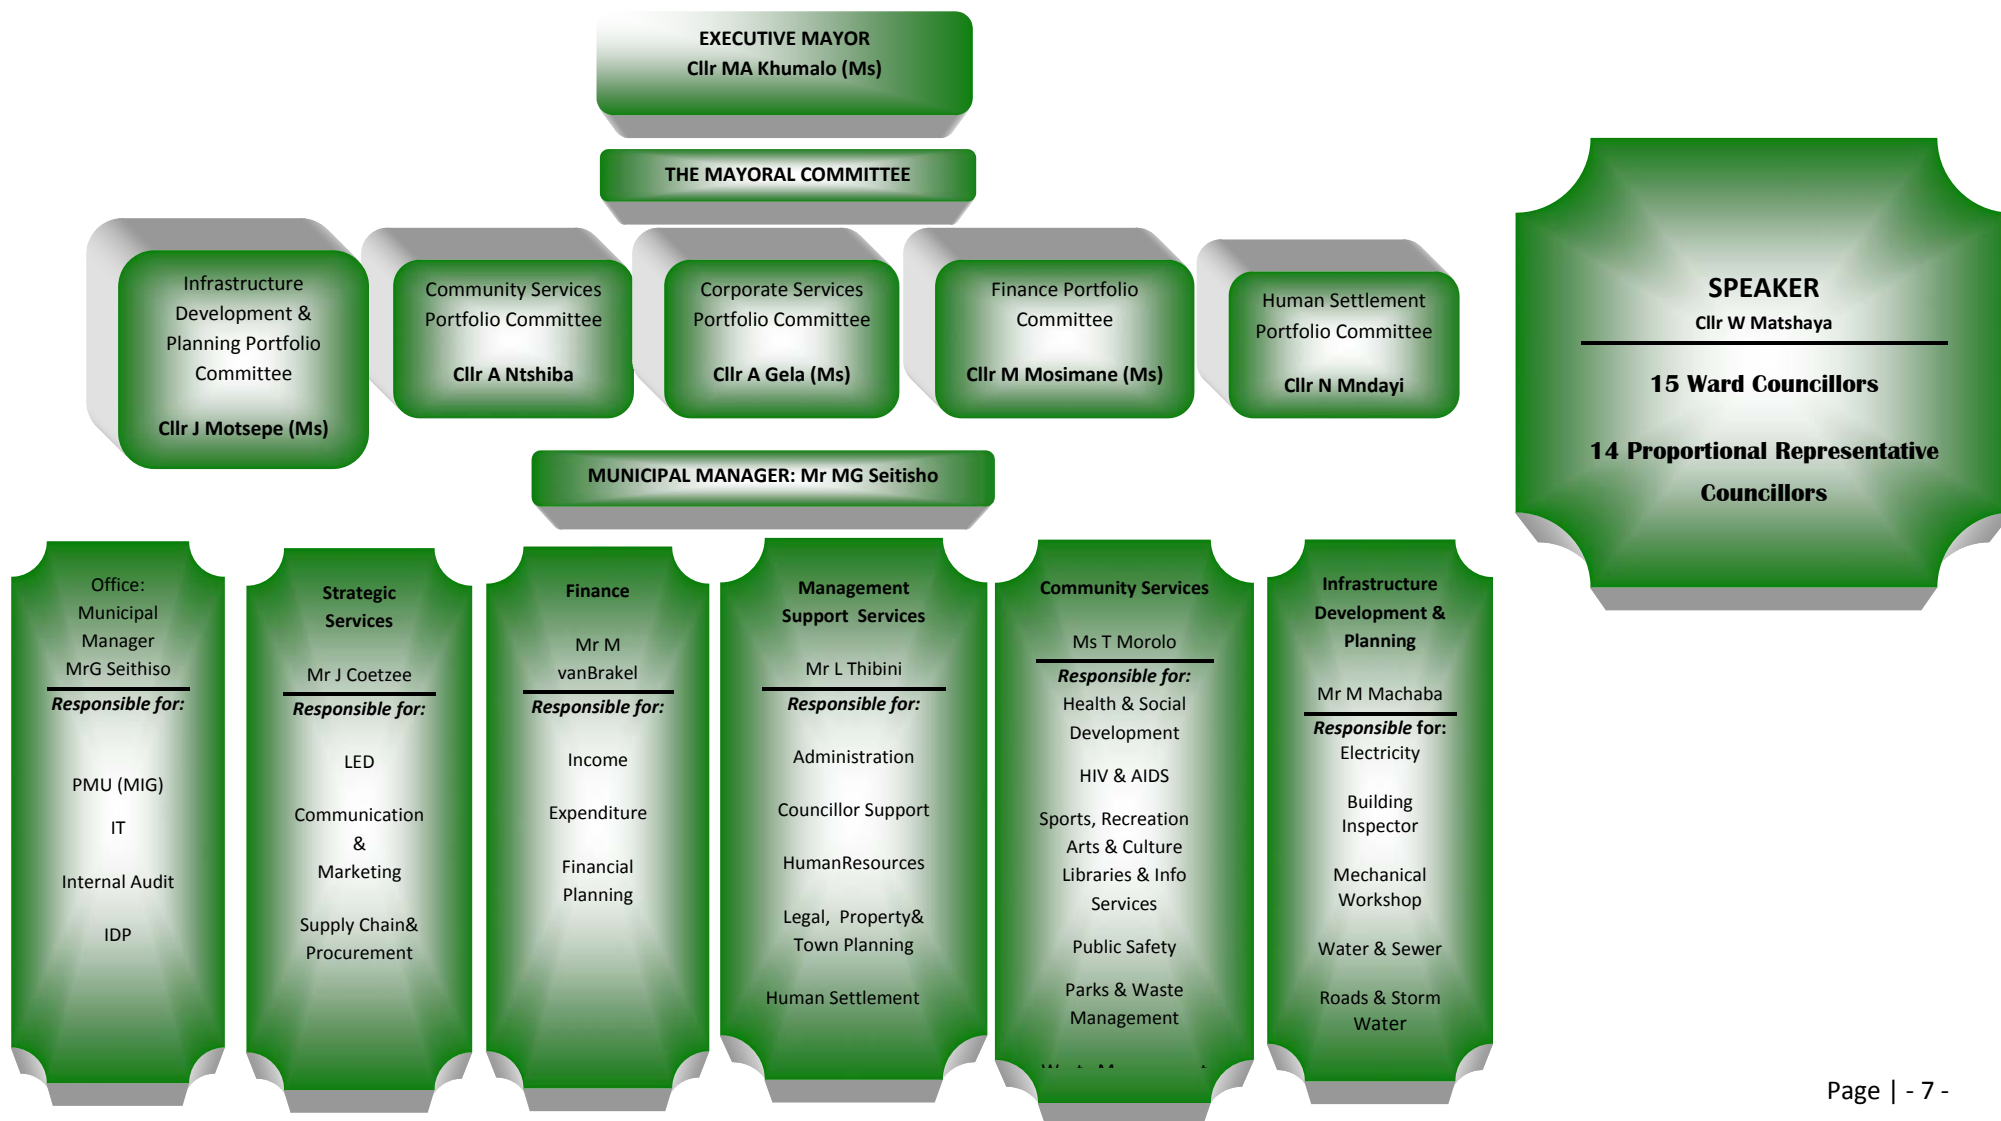 EXECUTIVE MAYOR
Cllr MA Khumalo (Ms)
THE MAYORAL COMMITTEE
Infrastructure
Development &
Planning Portfolio
Committee
Cllr J Motsepe (Ms)
Community Services
Portfolio Committee
Cllr A Ntshiba
Corporate Services
Portfolio Committee
Cllr A Gela (Ms)
Finance Portfolio
Committee
Cllr M Mosimane (Ms)
Human Settlement
Portfolio Committee
Cllr N Mndayi
SPEAKER
Cllr W Matshaya
15 Ward Councillors
14 Proportional Representative
Councillors
MUNICIPAL MANAGER: Mr MG Seitisho
Office:
Municipal
Manager
MrG Seithiso
Responsible for:
PMU (MIG)
IT
Internal Audit
IDP
Strategic
Services
Mr J Coetzee
Responsible for:
LED
Communication
&
Marketing
Supply Chain&
Procurement
Finance
Mr M
vanBrakel
Responsible for:
Income
Expenditure
Financial
Planning
Management
Support Services
Mr L Thibini
Responsible for:
Administration
Councillor Support
HumanResources
Legal, Property&
Town Planning
Human Settlement
Community Services
Ms T Morolo
Responsible for:
Health & Social
Development
HIV & AIDS
Sports, Recreation
Arts & Culture
Libraries & Info
Services
Public Safety
Parks & Waste
Management
Infrastructure
Development &
Planning
Mr M Machaba
Responsible for:
Electricity
Building
Inspector
Mechanical
Workshop
Water & Sewer
Roads & Storm
Water
Page | - 7 -